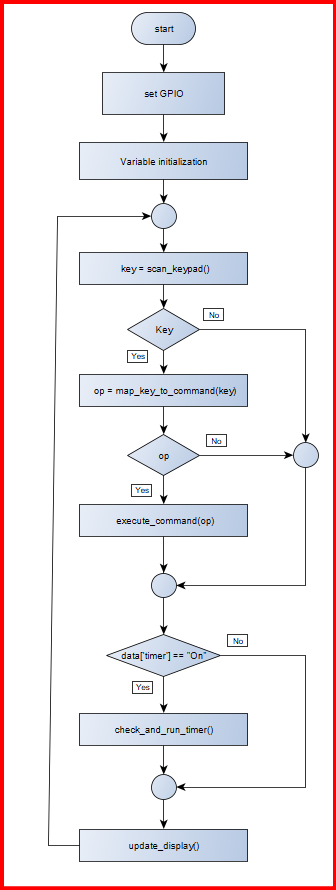 start
set GPIO
Variable initialization
key = scan_keypad()
No
Key
Yes
op = map_key_to_command(key)
No
op
Yes
execute_command(op)
No
data['timer'] == "On"
Yes
check_and_run_timer()
update_display()